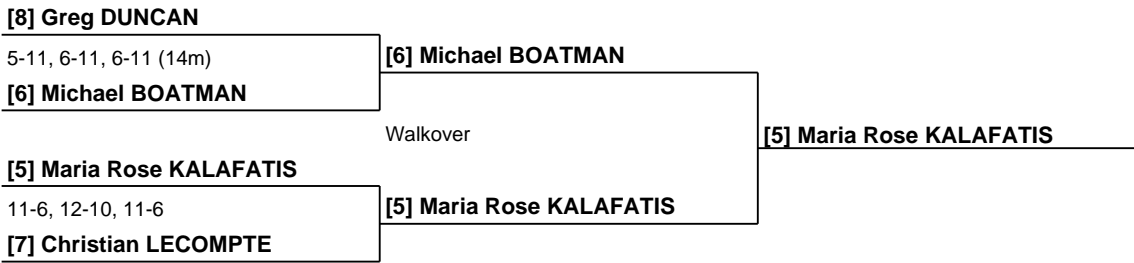 [8] Greg DUNCAN
5-11, 6-11, 6-11 (14m)
[6] Michael BOATMAN
[6] Michael BOATMAN
Walkover
[5] Maria Rose KALAFATIS
[5] Maria Rose KALAFATIS
11-6, 12-10, 11-6
[5] Maria Rose KALAFATIS
[7] Christian LECOMPTE